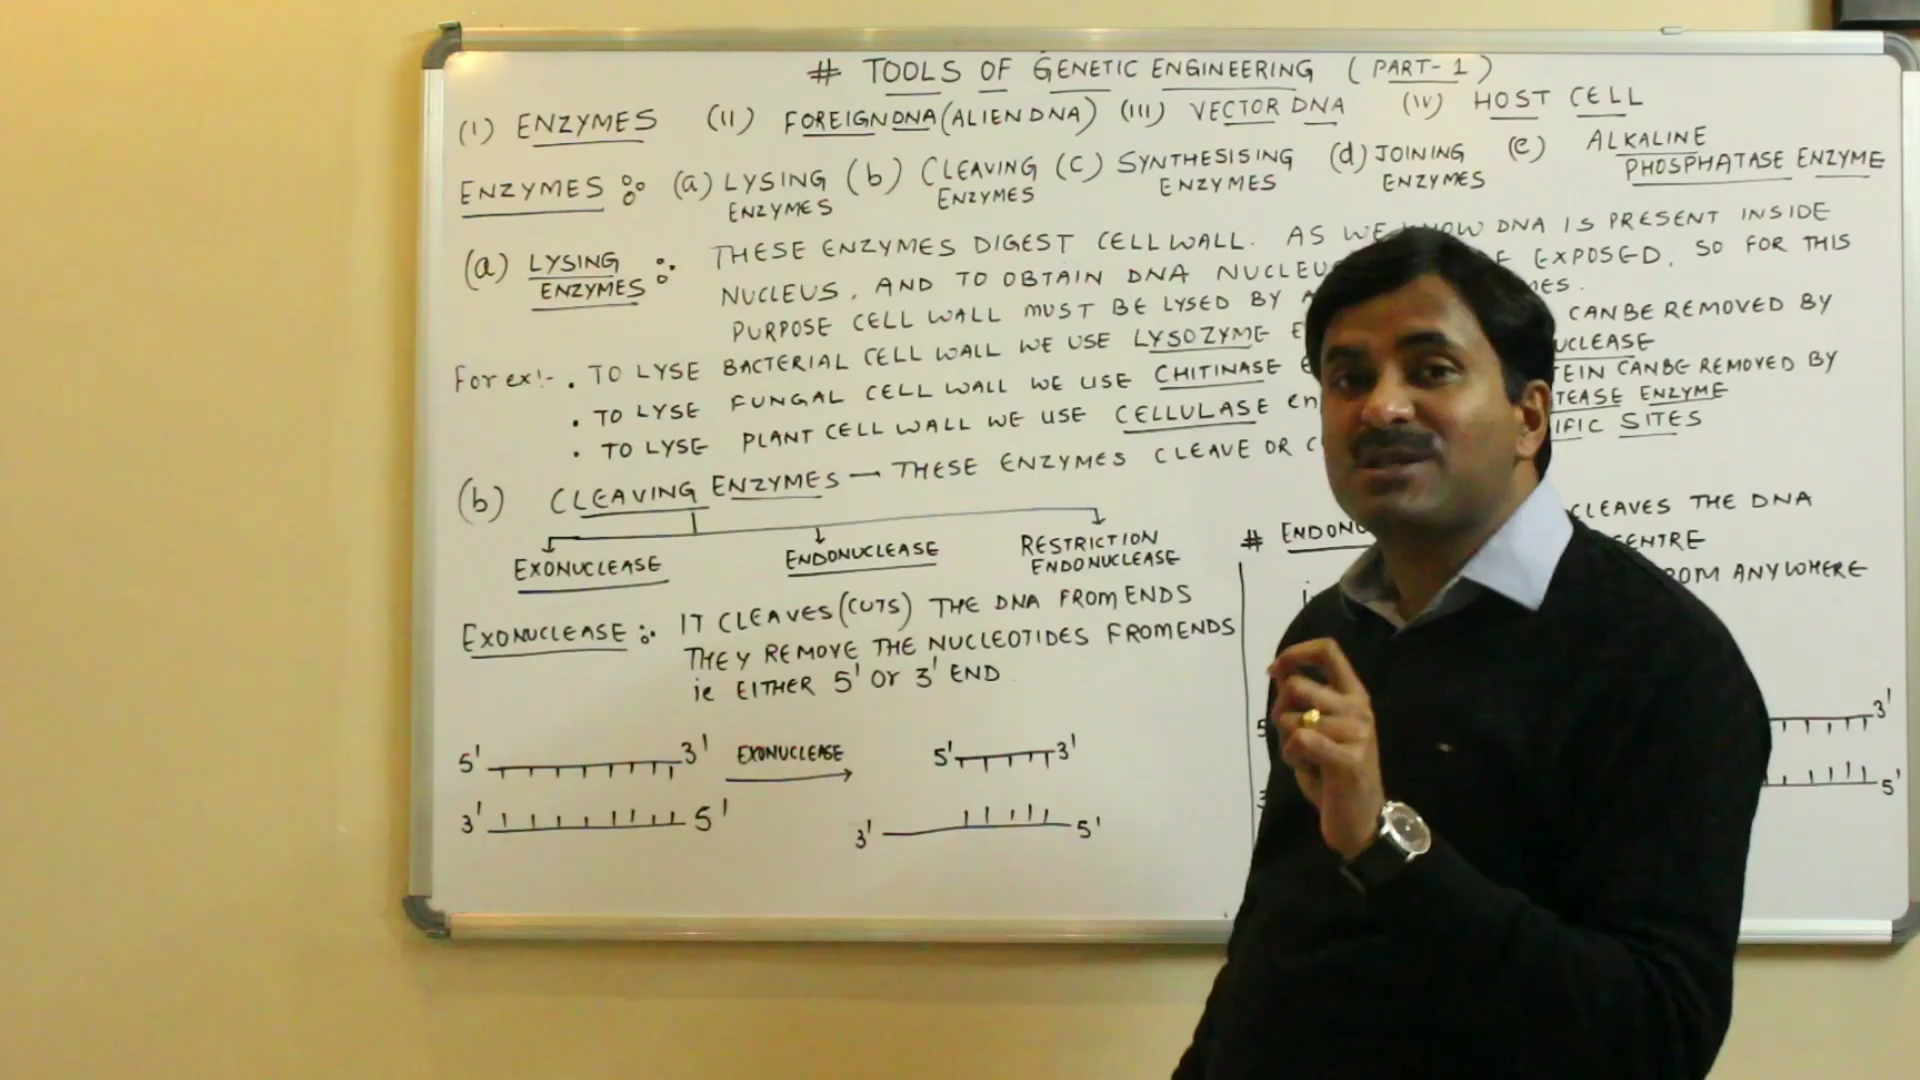 # TOOLS OF GENETIC ENGINEERING (PART-1)
(I) ENZYMES (II) FOREIGN DNA (ALIEN DNA) (III) VECTOR DNA (IV) HOST CELL
ENZYMES : (a) LYSING ENZYMES (b) CLEAVING ENZYMES (c) SYNTHESISING ENZYMES (d) JOINING ENZYMES (e) ALKALINE PHOSPHATASE ENZYME
(a) LYSING ENZYMES : THESE ENZYMES DIGEST CELL WALL. AS WE KNOW DNA IS PRESENT INSIDE
NUCLEUS, AND TO OBTAIN DNA EXPOSED, SO FOR THIS
PURPOSE CELL WALL MUST BE LYSED BY
For ex:- . TO LYSE BACTERIAL CELL WALL WE USE LYSOZYME CAN BE REMOVED BY
. TO LYSE FUNGAL CELL WALL WE USE CHITINASE CAN BE REMOVED BY
. TO LYSE PLANT CELL WALL WE USE CELLULASE ENZYME
(b) CLEAVING ENZYMES — THESE ENZYMES CLEAVE OR SITES
EXONUCLEASE ENDONUCLEASE RESTRICTION ENDONUCLEASE
EXONUCLEASE : IT CLEAVES (CUTS) THE DNA FROM ENDS
THEY REMOVE THE NUCLEOTIDES FROM ENDS
ie EITHER 5' or 3' END
5' 3' EXONUCLEASE 5' 3'
3' 5' 3' 5'
# CLEAVES THE DNA
FROM ANYWHERE
3'
5'